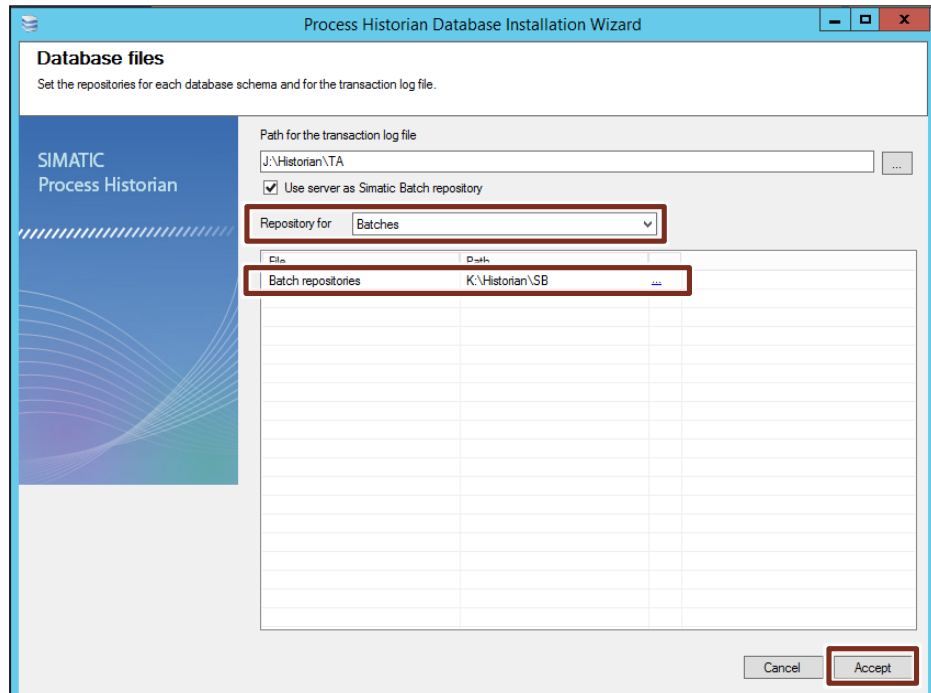 Process Historian Database Installation Wizard
Database files
Set the repositories for each database schema and for the transaction log file.
SIMATIC
Process Historian
Path for the transaction log file
J:\Historian\TA
...
Use server as Simatic Batch repository
Repository for Batches
File Path
Batch repositories K:\Historian\SB ...
Cancel Accept